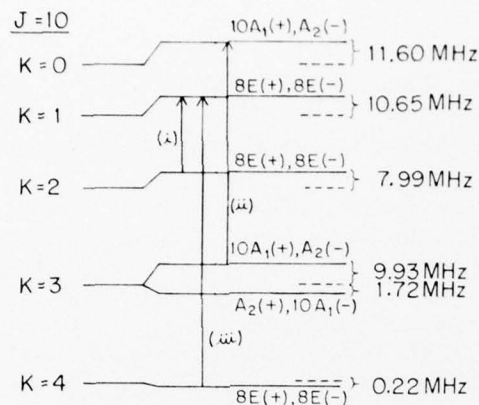 J=10
10A₁(+),A₂(-)
K=0
11.60 MHz
8E(+),8E(-)
K=1
10.65 MHz
(i)
8E(+),8E(-)
K=2
7.99 MHz
(ii)
10A₁(+),A₂(-)
9.93 MHz
K=3
1.72 MHz
A₂(+),10A₁(-)
(iii)
K=4
0.22 MHz
8E(+),8E(-)